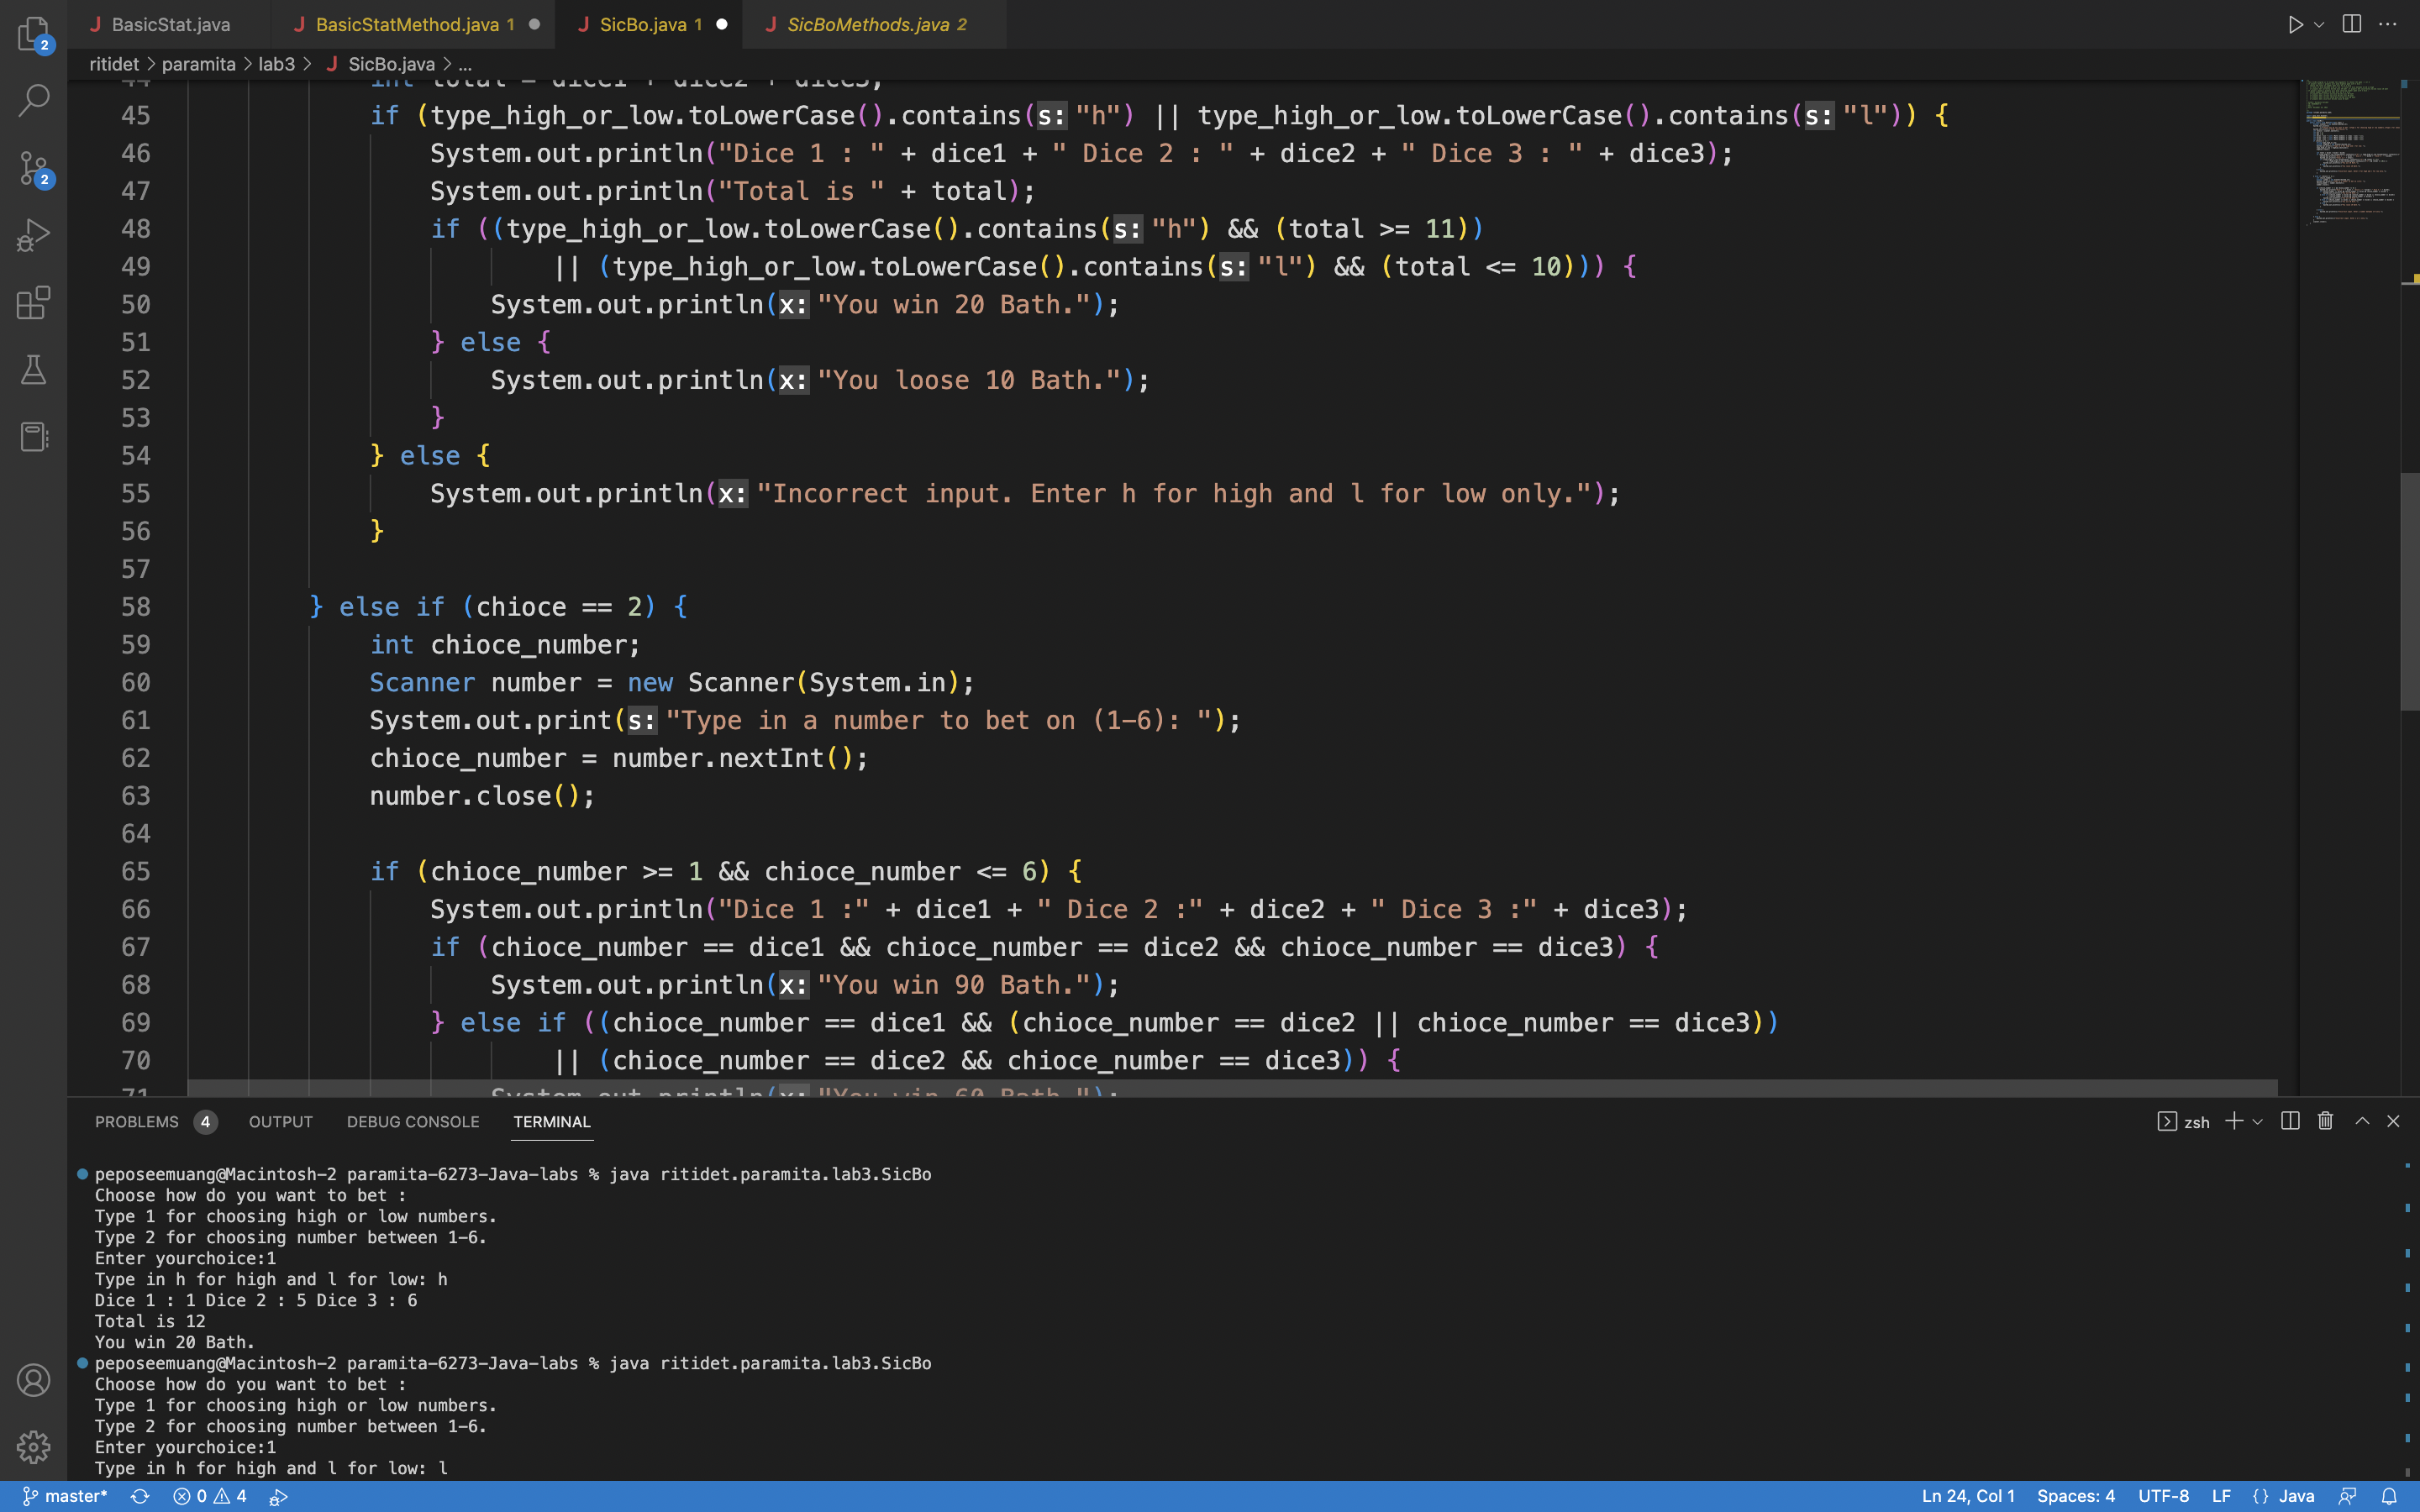 2
J BasicStat.java J BasicStatMethod.java 1 J SicBo.java 1 J SicBoMethods.java 2
ritidet > paramita > lab3 > J SicBo.java > ...
44 int total = dice1 + dice2 + dice3;
45 if (type_high_or_low.toLowerCase().contains(s: "h") || type_high_or_low.toLowerCase().contains(s: "l")) {
46 System.out.println("Dice 1 : " + dice1 + " Dice 2 : " + dice2 + " Dice 3 : " + dice3);
2
47 System.out.println("Total is " + total);
48 if ((type_high_or_low.toLowerCase().contains(s: "h") && (total >= 11))
49 || (type_high_or_low.toLowerCase().contains(s: "l") && (total <= 10))) {
50 System.out.println(x: "You win 20 Bath.");
51 } else {
52 System.out.println(x: "You loose 10 Bath.");
53 }
54 } else {
55 System.out.println(x: "Incorrect input. Enter h for high and l for low only.");
56 }
57
58 } else if (chioce == 2) {
59 int chioce_number;
60 Scanner number = new Scanner(System.in);
61 System.out.print(s: "Type in a number to bet on (1-6): ");
62 chioce_number = number.nextInt();
63 number.close();
64
65 if (chioce_number >= 1 && chioce_number <= 6) {
66 System.out.println("Dice 1 :" + dice1 + " Dice 2 :" + dice2 + " Dice 3 :" + dice3);
67 if (chioce_number == dice1 && chioce_number == dice2 && chioce_number == dice3) {
68 System.out.println(x: "You win 90 Bath.");
69 } else if ((chioce_number == dice1 && (chioce_number == dice2 || chioce_number == dice3))
70 || (chioce_number == dice2 && chioce_number == dice3)) {
71 System.out.println(x: "You win 60 Bath.");
PROBLEMS 4 OUTPUT DEBUG CONSOLE TERMINAL zsh
peposeemuang@Macintosh-2 paramita-6273-Java-labs % java ritidet.paramita.lab3.SicBo
Choose how do you want to bet :
Type 1 for choosing high or low numbers.
Type 2 for choosing number between 1-6.
Enter yourchoice:1
Type in h for high and l for low: h
Dice 1 : 1 Dice 2 : 5 Dice 3 : 6
Total is 12
You win 20 Bath.
peposeemuang@Macintosh-2 paramita-6273-Java-labs % java ritidet.paramita.lab3.SicBo
Choose how do you want to bet :
Type 1 for choosing high or low numbers.
Type 2 for choosing number between 1-6.
Enter yourchoice:1
Type in h for high and l for low: l
master* 0 4 Ln 24, Col 1 Spaces: 4 UTF-8 LF {} Java